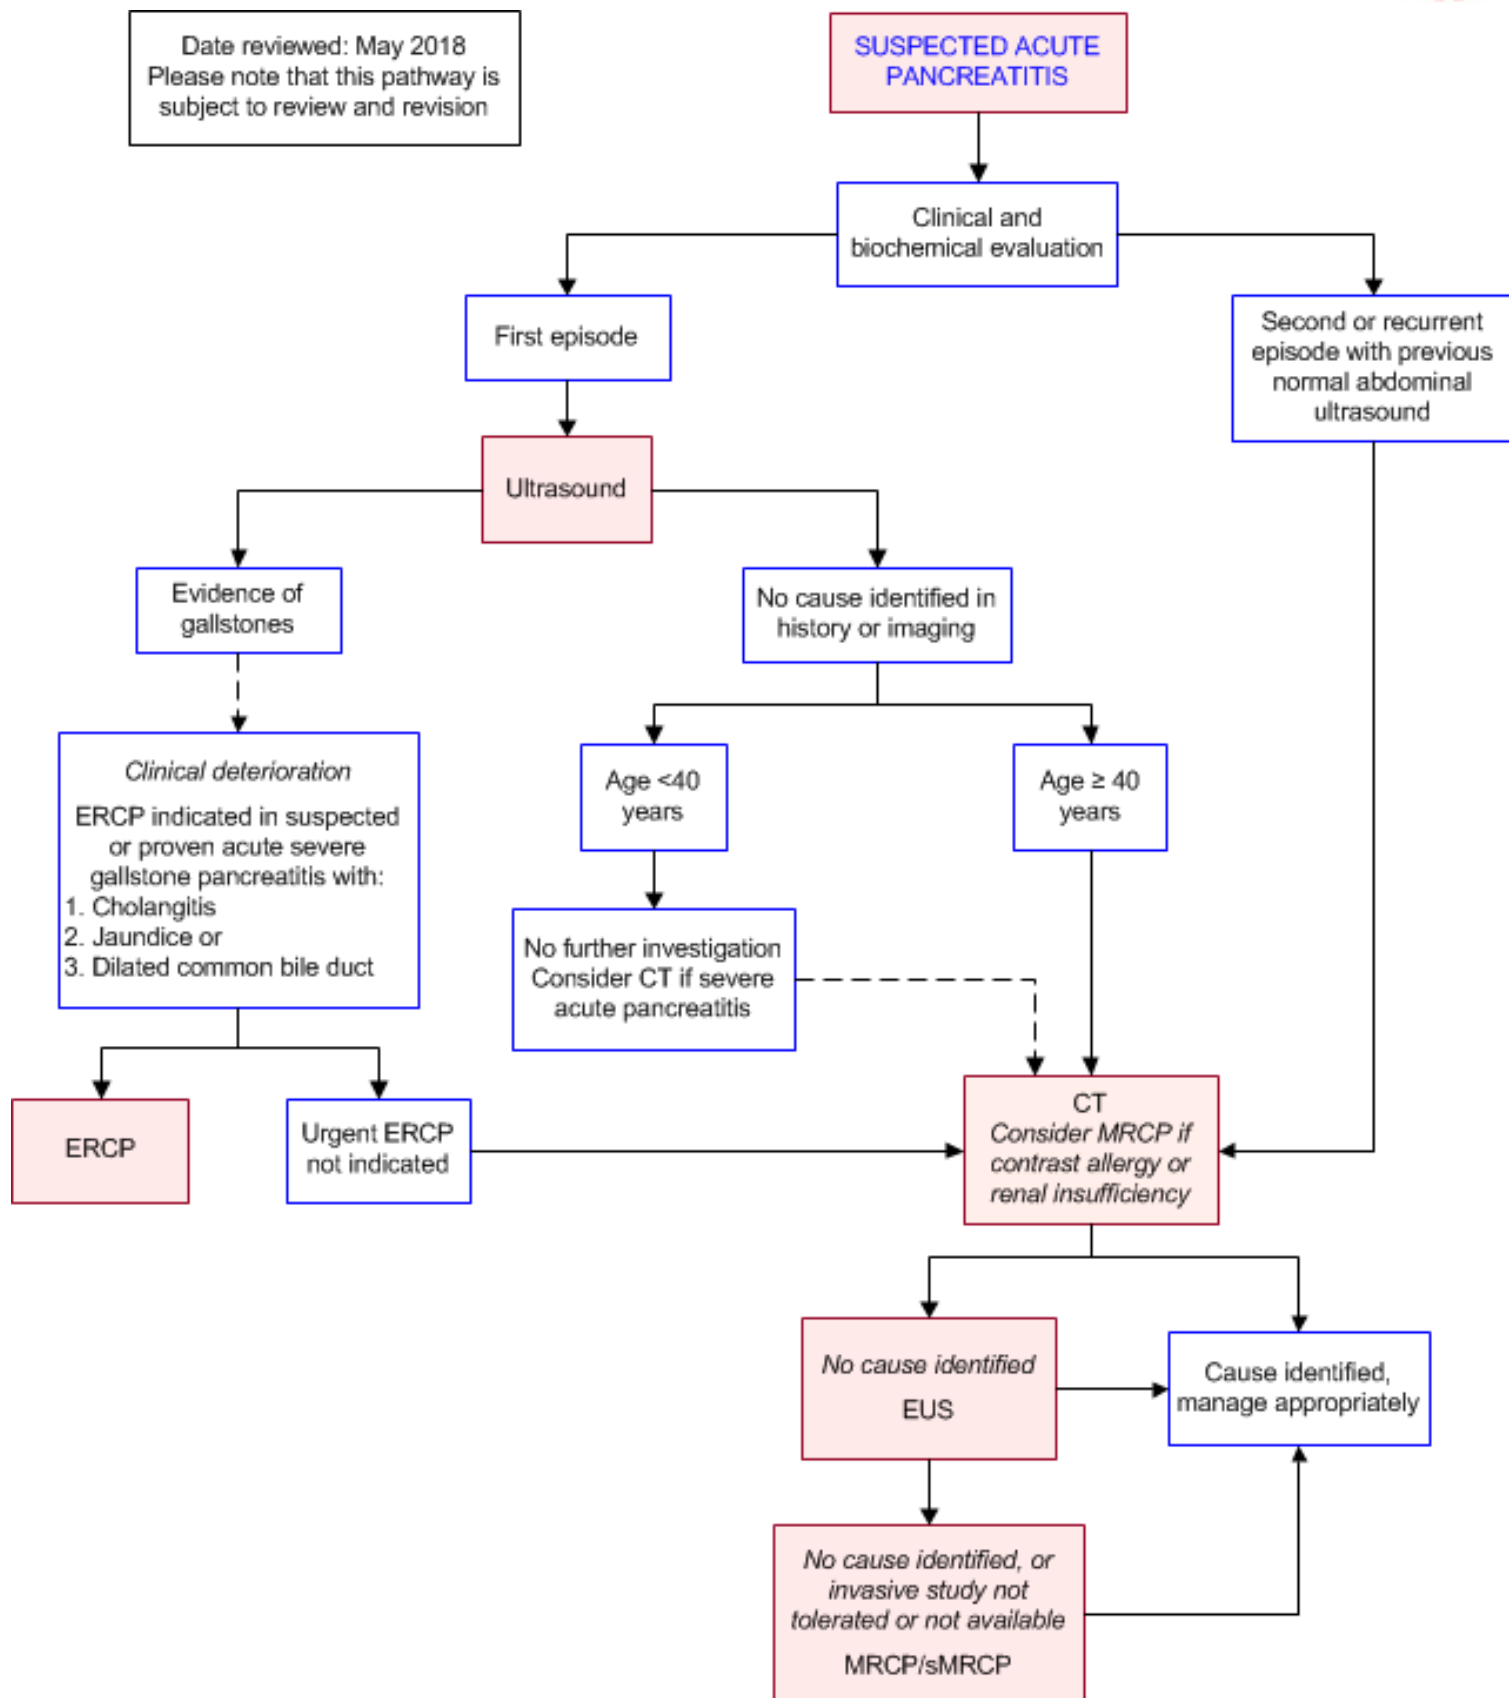 Date reviewed: May 2018
Please note that this pathway is
subject to review and revision
SUSPECTED ACUTE
PANCREATITIS
Clinical and
biochemical evaluation
First episode
Second or recurrent
episode with previous
normal abdominal
ultrasound
Ultrasound
Evidence of
gallstones
No cause identified in
history or imaging
Clinical deterioration
ERCP indicated in suspected
or proven acute severe
gallstone pancreatitis with:
1. Cholangitis
2. Jaundice or
3. Dilated common bile duct
Age <40
years
Age ≥ 40
years
No further investigation
Consider CT if severe
acute pancreatitis
ERCP
Urgent ERCP
not indicated
CT
Consider MRCP if
contrast allergy or
renal insufficiency
No cause identified
EUS
Cause identified,
manage appropriately
No cause identified, or
invasive study not
tolerated or not available
MRCP/sMRCP